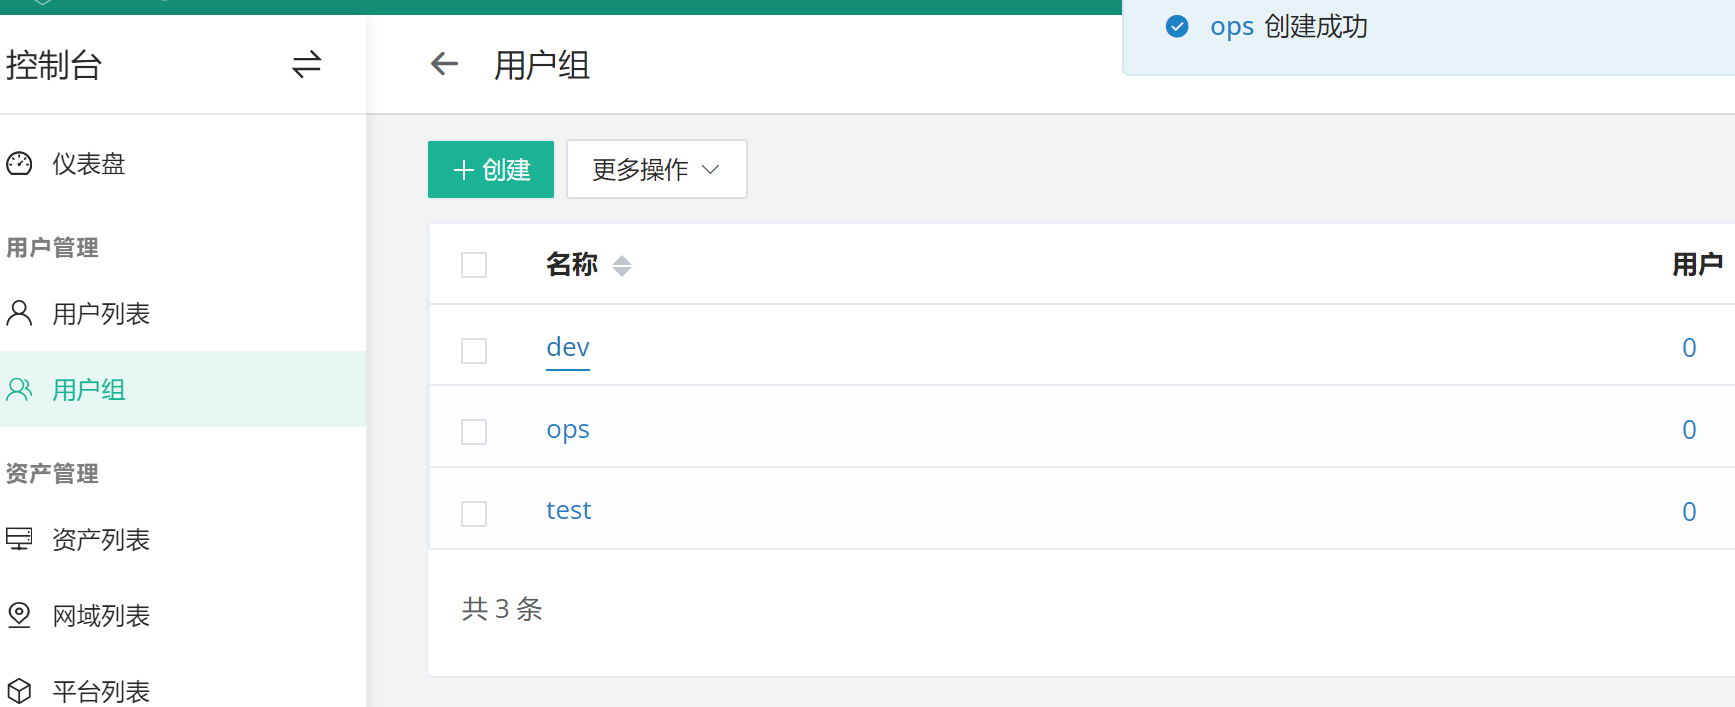 ops 创建成功
控制台
用户组
仪表盘
用户管理
用户列表
用户组
资产管理
资产列表
网域列表
平台列表
创建
更多操作
名称
用户
dev
0
ops
0
test
0
共 3 条